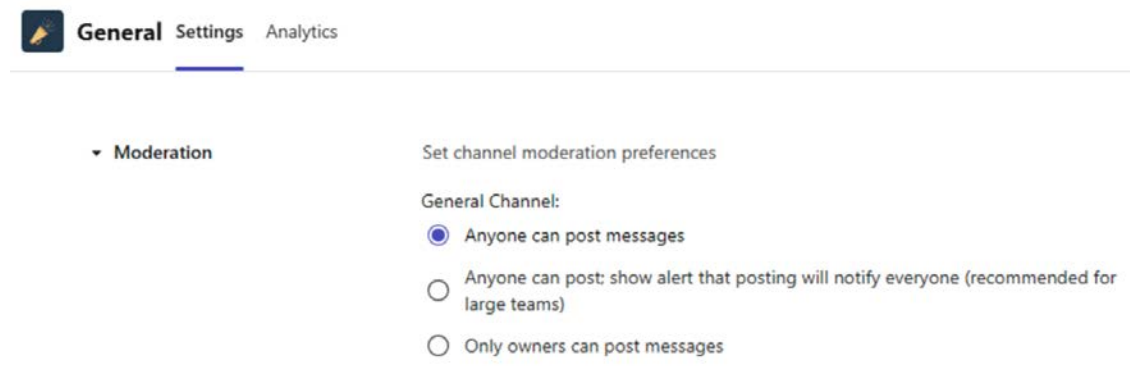 General Settings Analytics
Moderation
Set channel moderation preferences
General Channel:
Anyone can post messages
Anyone can post; show alert that posting will notify everyone (recommended for
large teams)
Only owners can post messages